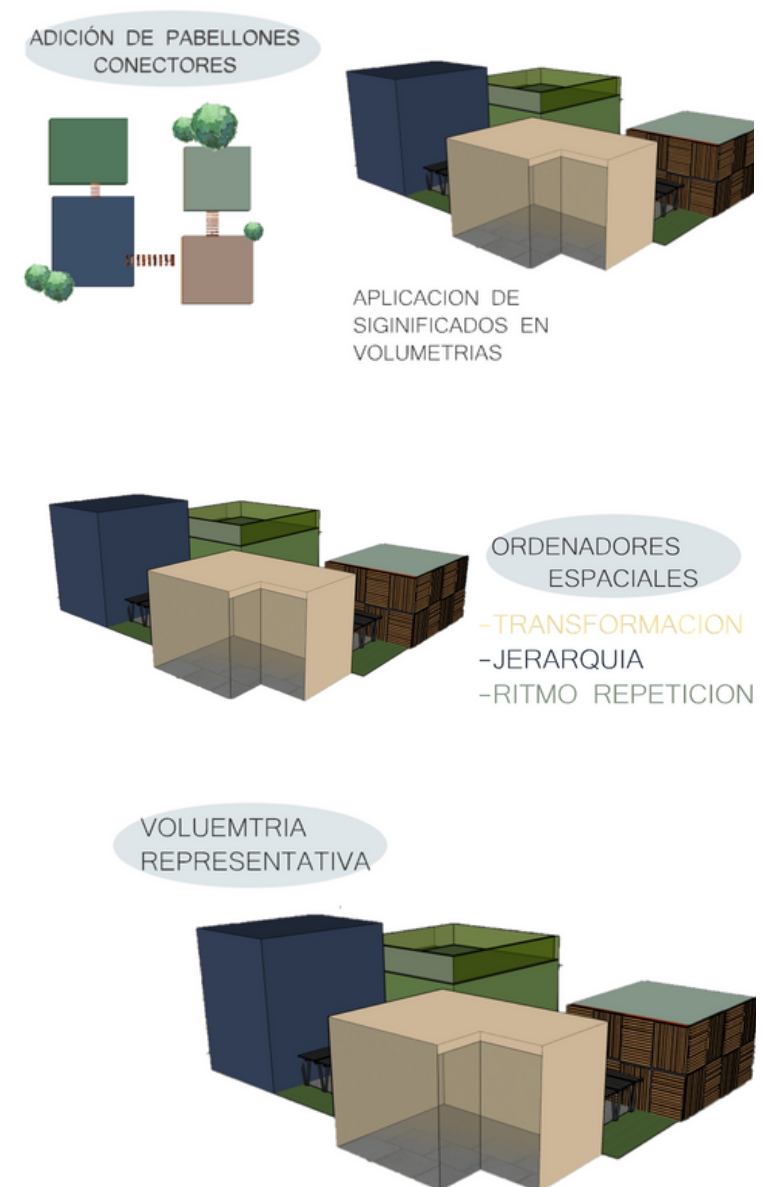 ADICIÓN DE PABELLONES
CONECTORES
APLICACION DE
SIGINIFICADOS EN
VOLUMETRIAS
ORDENADORES
ESPACIALES
-TRANSFORMACION
-JERARQUIA
-RITMO REPETICION
VOLUEMTRIA
REPRESENTATIVA